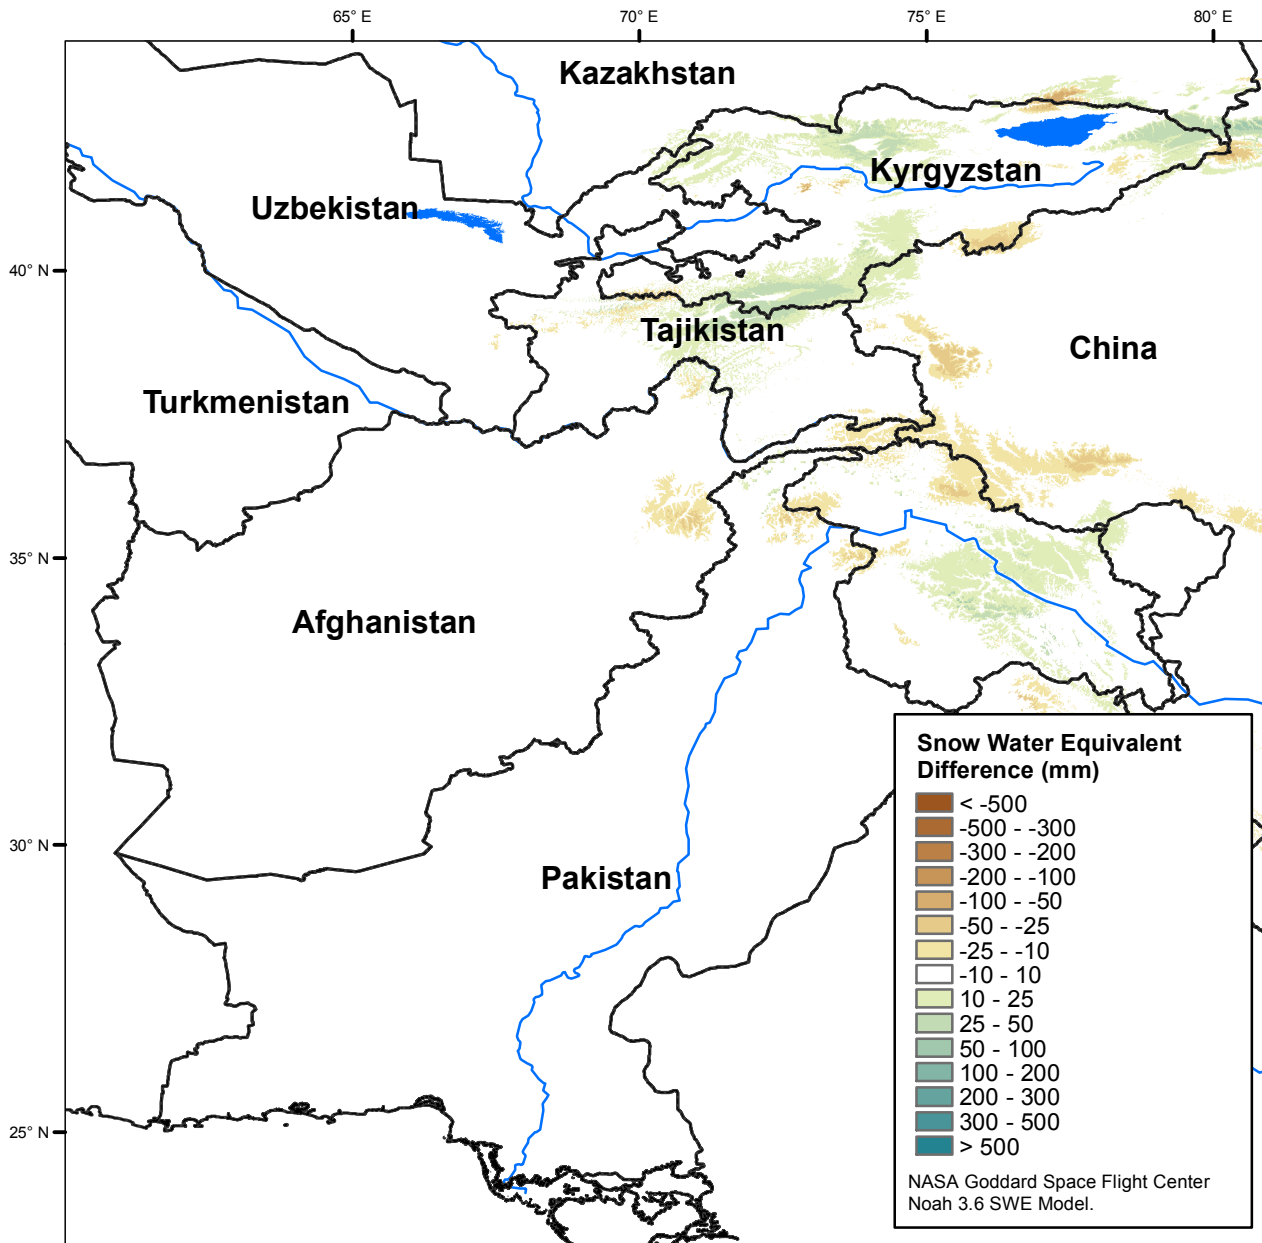 65° E
70° E
75° E
80° E
Kazakhstan
Kyrgyzstan
Uzbekistan
40° N
Tajikistan
China
Turkmenistan
35° N
Afghanistan
30° N
Pakistan
25° N
Snow Water Equivalent
Difference (mm)
< -500
-500 - -300
-300 - -200
-200 - -100
-100 - -50
-50 - -25
-25 - -10
-10 - 10
10 - 25
25 - 50
50 - 100
100 - 200
200 - 300
300 - 500
> 500
NASA Goddard Space Flight Center
Noah 3.6 SWE Model.